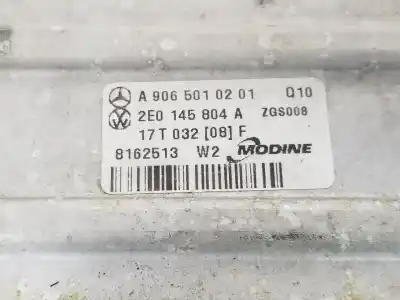 A 906 501 02 01 Q10
2E0 145 804 A ZGS008
17 T 032 [08] F
8162513 W2 MODINE